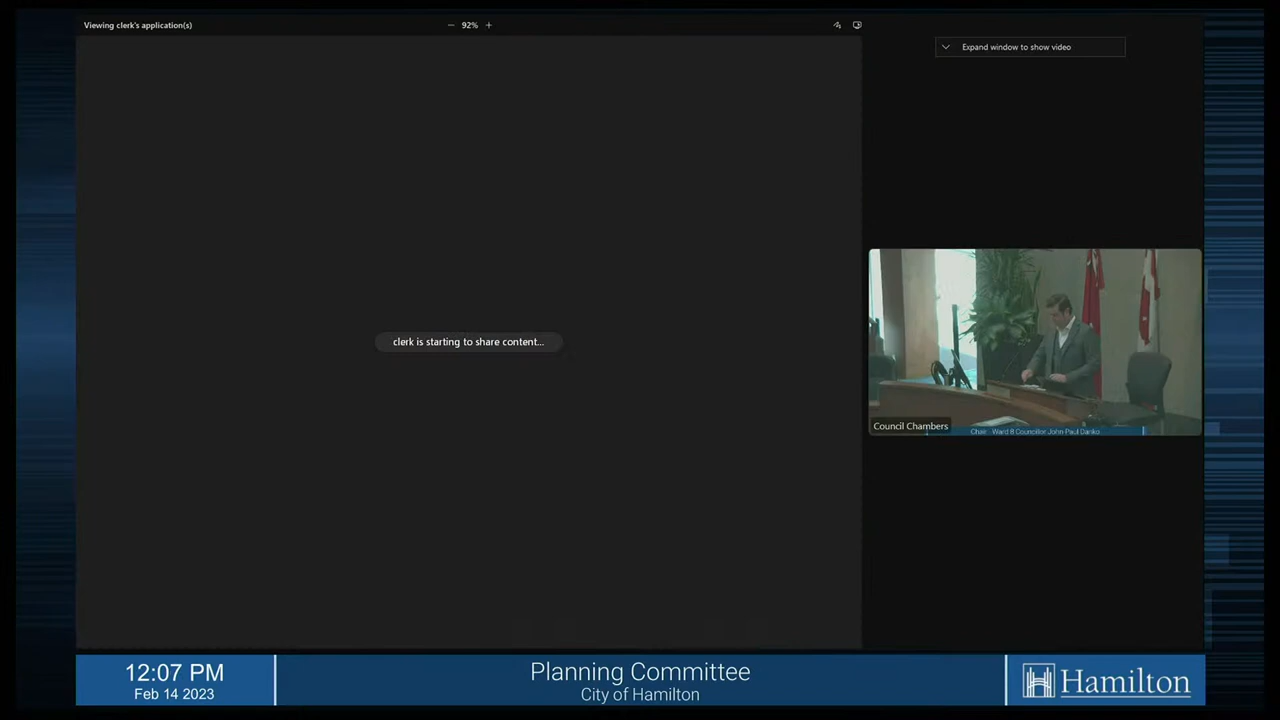 Viewing clerk's application(s)
92%
Expand window to show video
clerk is starting to share content...
Council Chambers
Chair Ward 8 Councillor John Paul Danko
12:07 PM
Feb 14 2023
Planning Committee
City of Hamilton
Hamilton